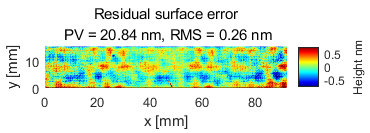 Residual surface error
PV = 20.84 nm, RMS = 0.26 nm
y [mm]
10
0
0
20
40
60
80
x [mm]
0.5
0
-0.5
Height nm